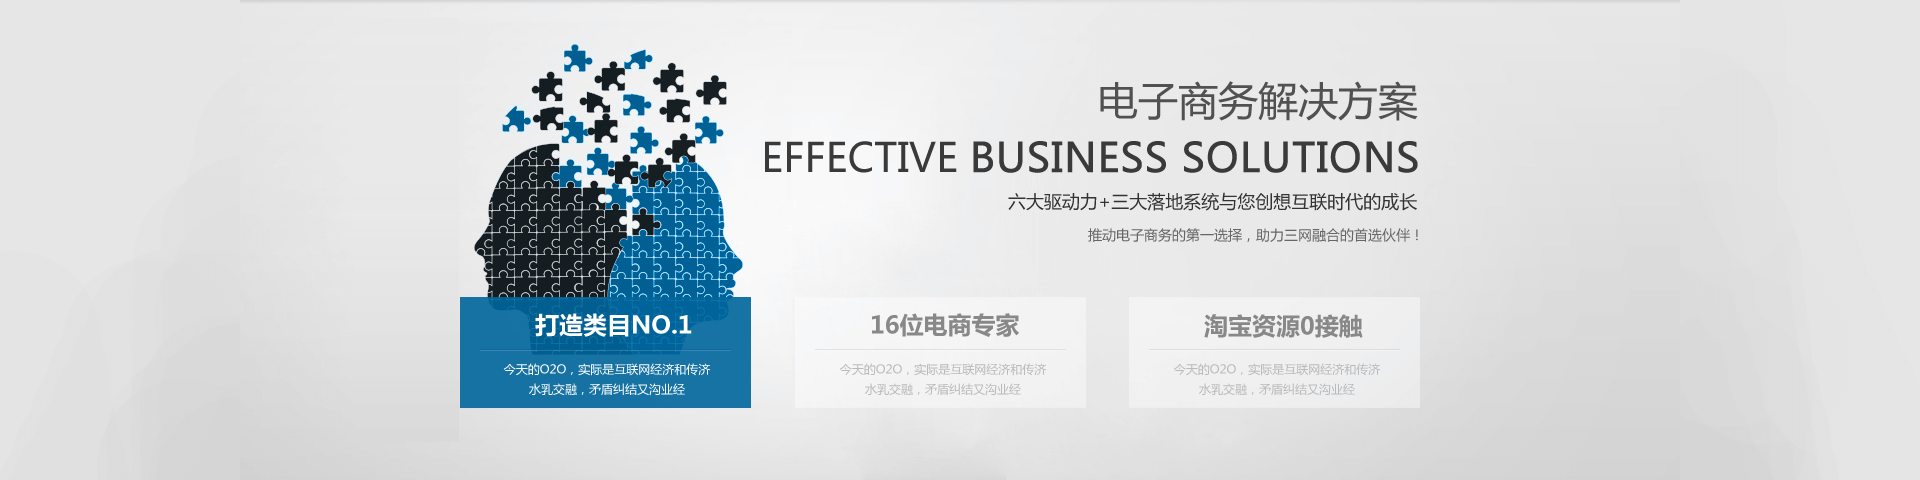 电子商务解决方案
EFFECTIVE BUSINESS SOLUTIONS
六大驱动力+三大落地系统与您创想互联时代的成长
推动电子商务的第一选择，助力三网融合的首选伙伴！
打造类目NO.1
今天的O2O，实际是互联网经济和传济
水乳交融，矛盾纠结又沟业经
16位电商专家
今天的O2O，实际是互联网经济和传济
水乳交融，矛盾纠结又沟业经
淘宝资源0接触
今天的O2O，实际是互联网经济和传济
水乳交融，矛盾纠结又沟业经